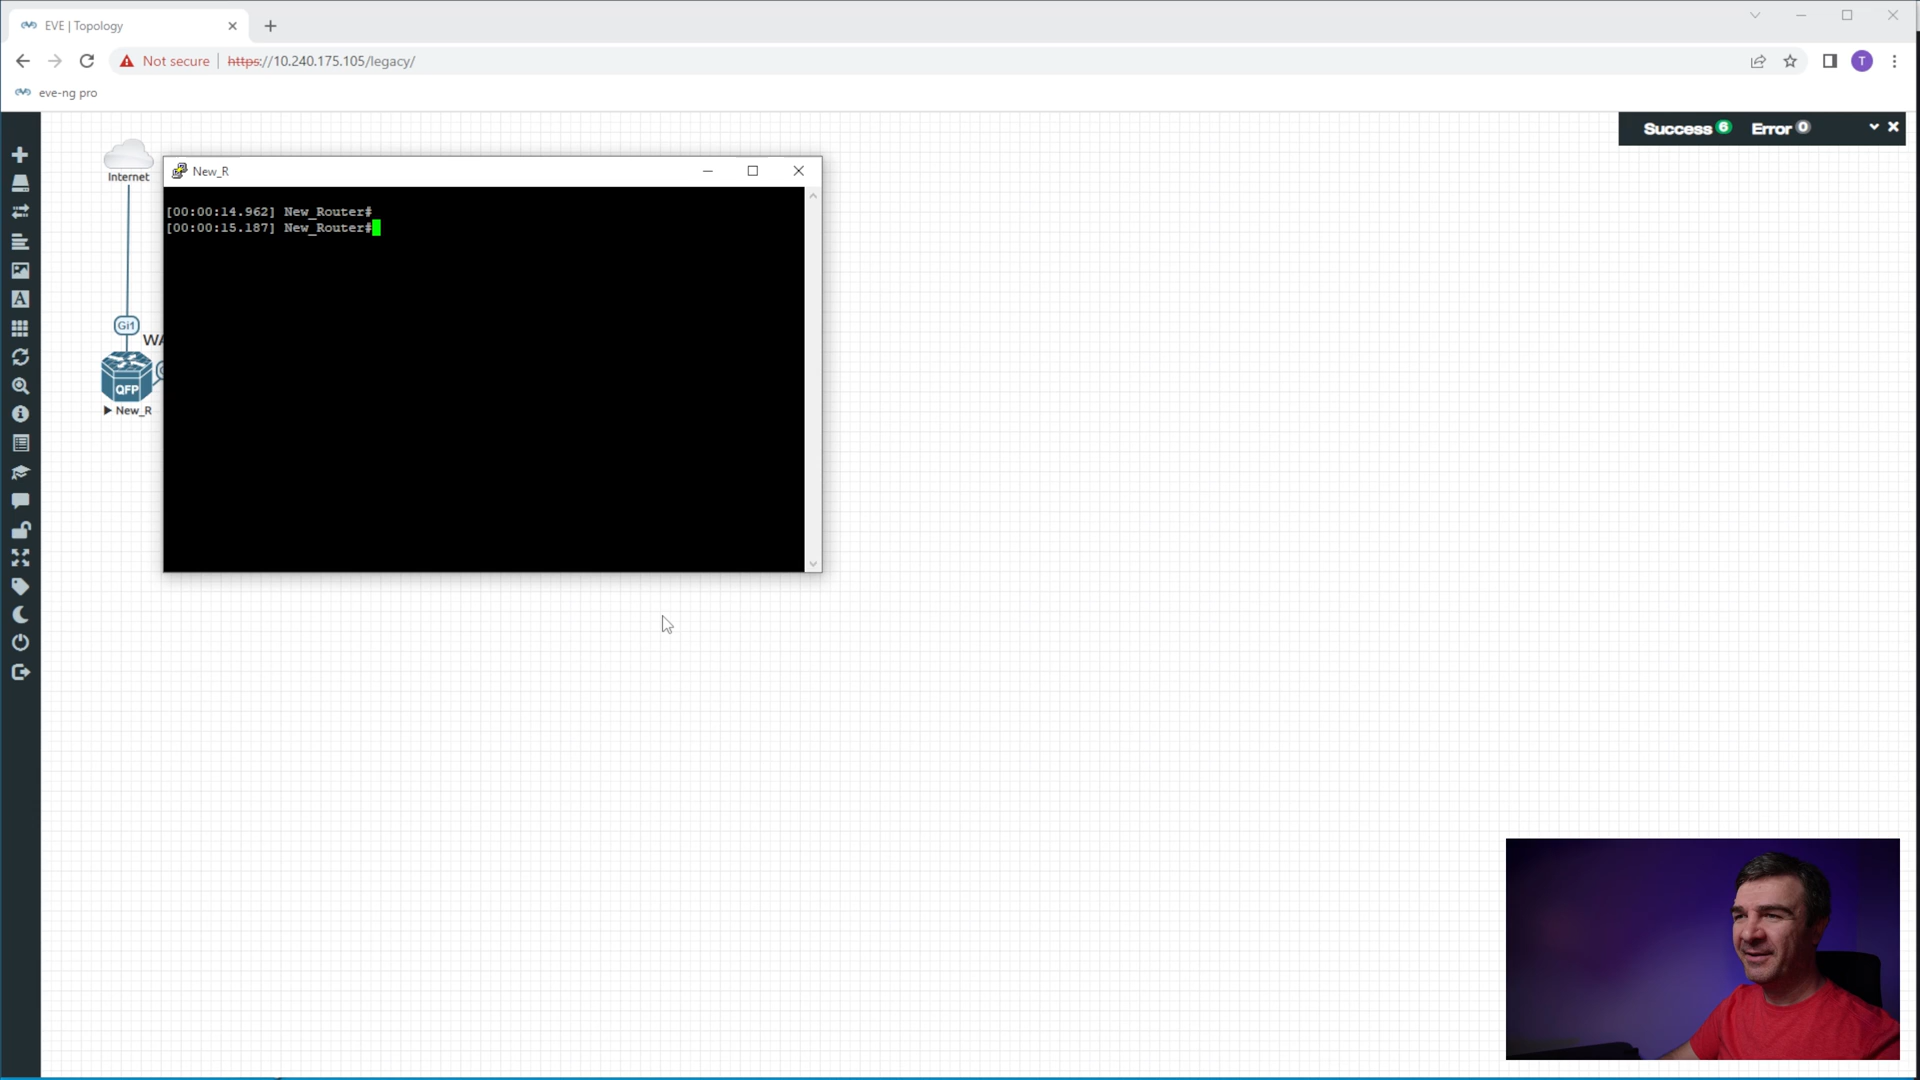 EVE | Topology
Not secure
https://10.240.175.105/legacy/
T
eve-ng pro
Success 6 Error 0
Internet
New_R
[00:00:14.962] New_Router#
[00:00:15.187] New_Router#
Gi1
WA
QFP
New_R